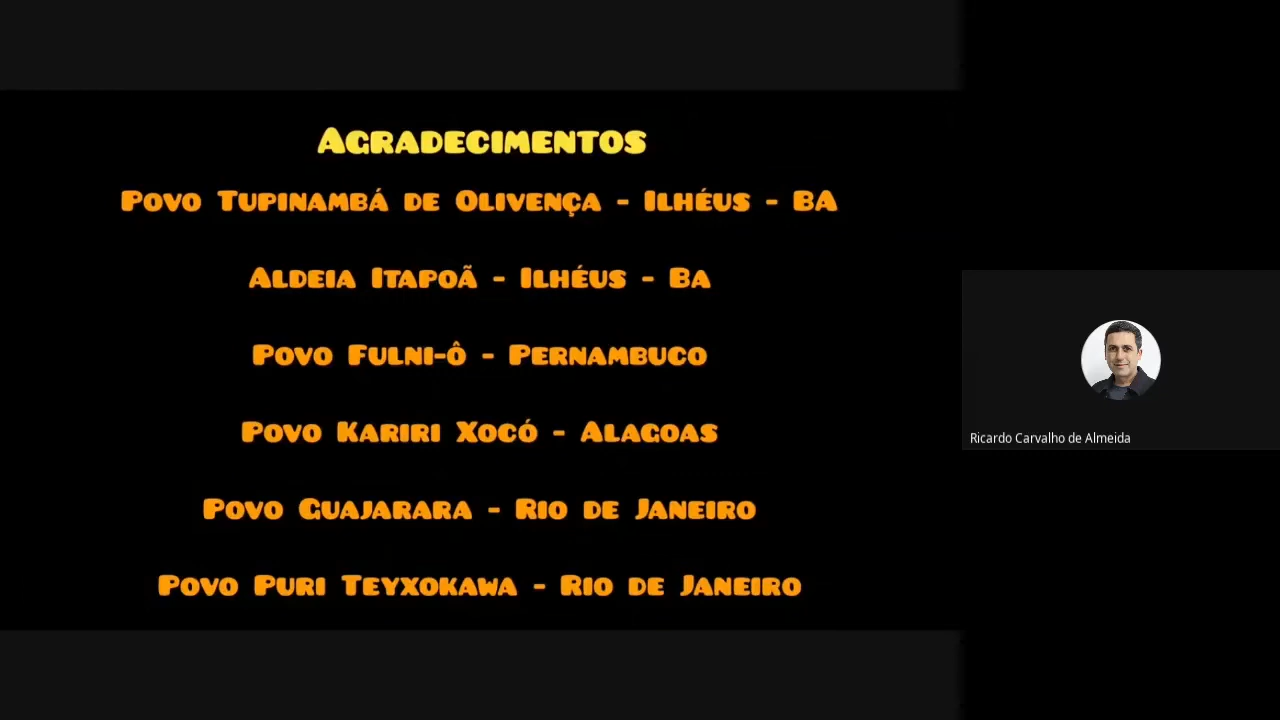 Agradecimentos
Povo Tupinambá de Olivença - Ilhéus - BA
Aldeia Itapoã - Ilhéus - Ba
Povo Fulni-ô - Pernambuco
Povo Kariri Xocó - Alagoas
Povo Guajarara - Rio de Janeiro
Povo Puri Teyxokawa - Rio de Janeiro
Ricardo Carvalho de Almeida